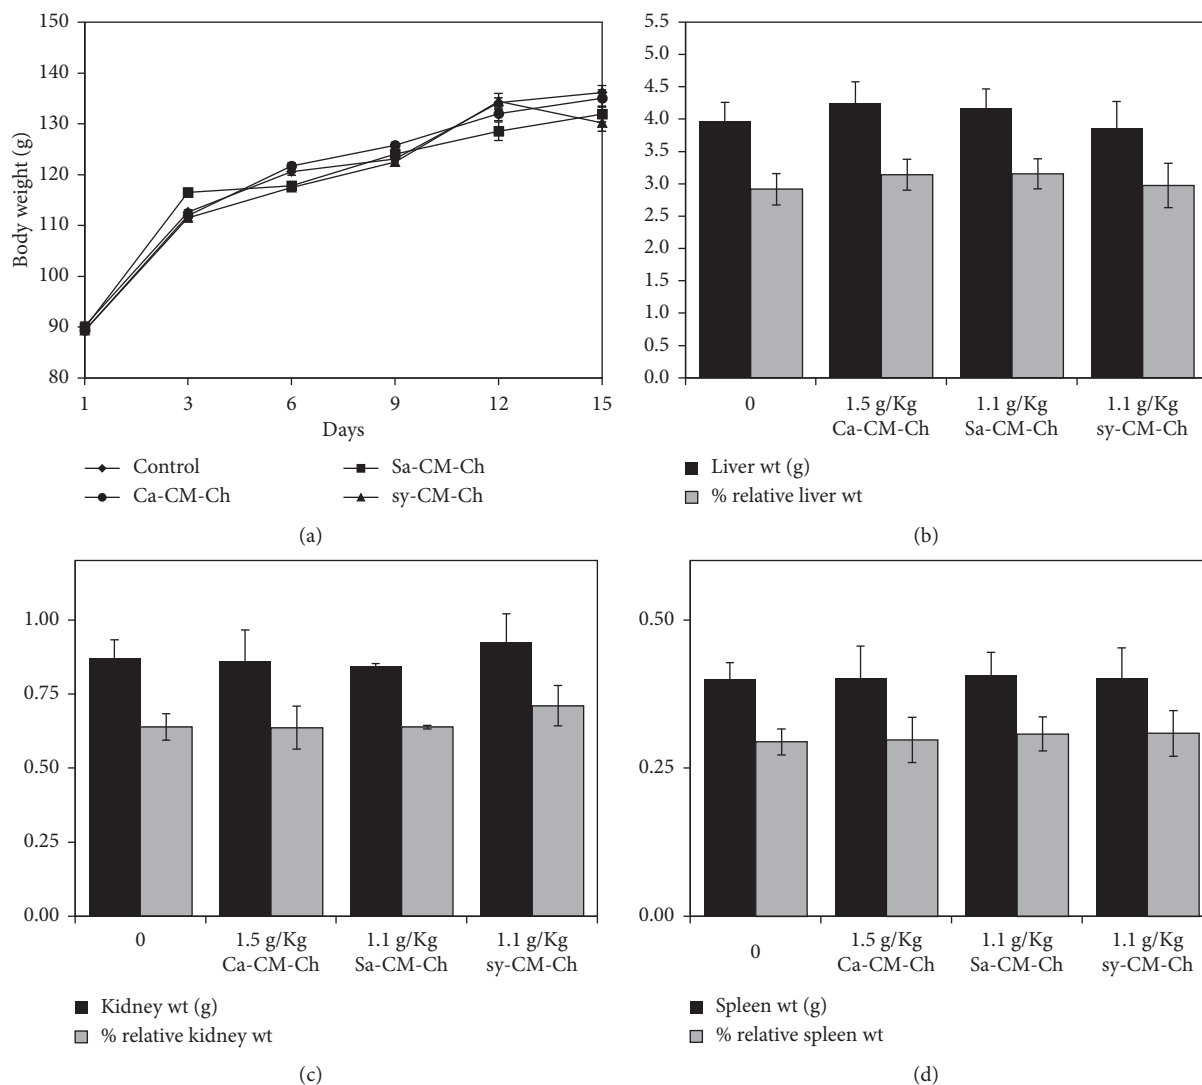 150
140
130
120
110
100
90
80
Body weight (g)
1 3 6 9 12 15
Days
Control
Ca-CM-Ch
Sa-CM-Ch
sy-CM-Ch
(a)
5.5
5.0
4.5
4.0
3.5
3.0
2.5
2.0
1.5
1.0
0.5
0.0
0
1.5 g/Kg
Ca-CM-Ch
1.1 g/Kg
Sa-CM-Ch
1.1 g/Kg
sy-CM-Ch
Liver wt (g)
% relative liver wt
(b)
1.00
0.75
0.50
0.25
0.00
0
1.5 g/Kg
Ca-CM-Ch
1.1 g/Kg
Sa-CM-Ch
1.1 g/Kg
sy-CM-Ch
Kidney wt (g)
% relative kidney wt
(c)
0.50
0.25
0.00
0
1.5 g/Kg
Ca-CM-Ch
1.1 g/Kg
Sa-CM-Ch
1.1 g/Kg
sy-CM-Ch
Spleen wt (g)
% relative spleen wt
(d)